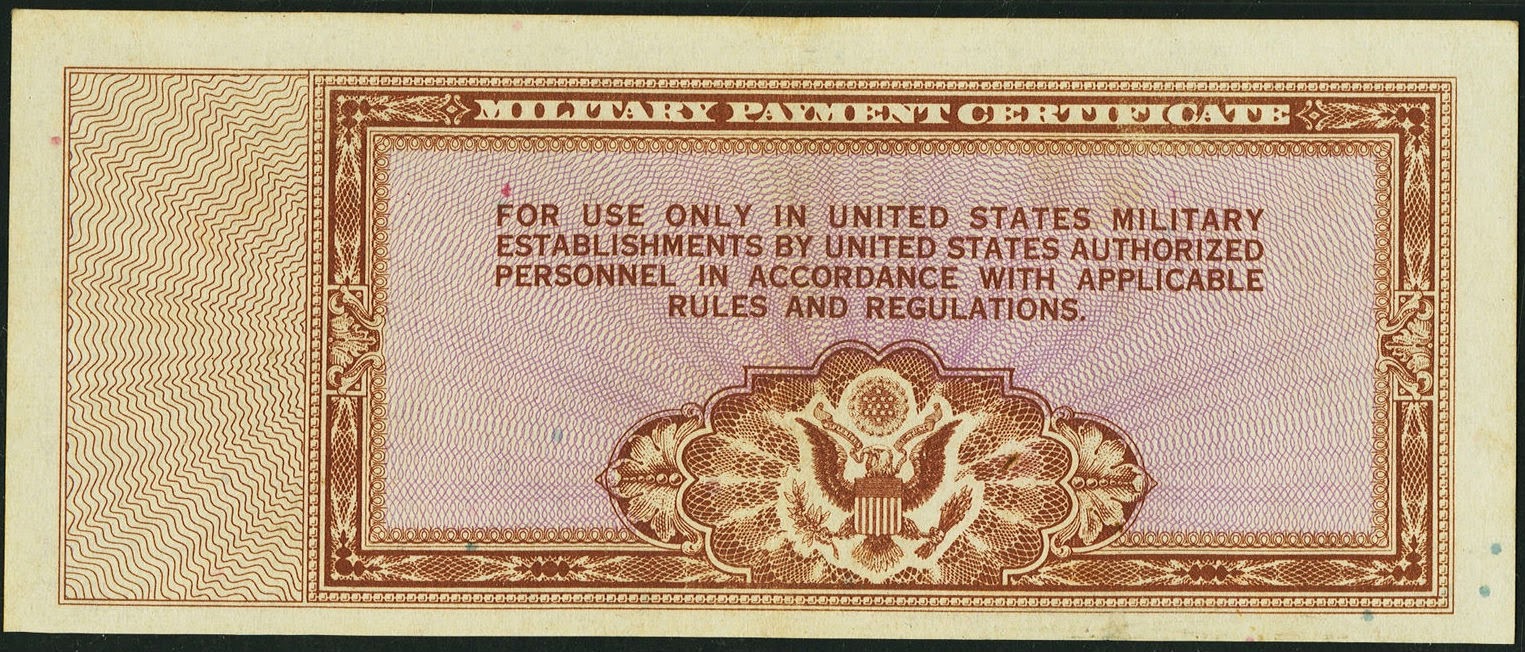 MILITARY PAYMENT CERTIFICATE
FOR USE ONLY IN UNITED STATES MILITARY
ESTABLISHMENTS BY UNITED STATES AUTHORIZED
PERSONNEL IN ACCORDANCE WITH APPLICABLE
RULES AND REGULATIONS.